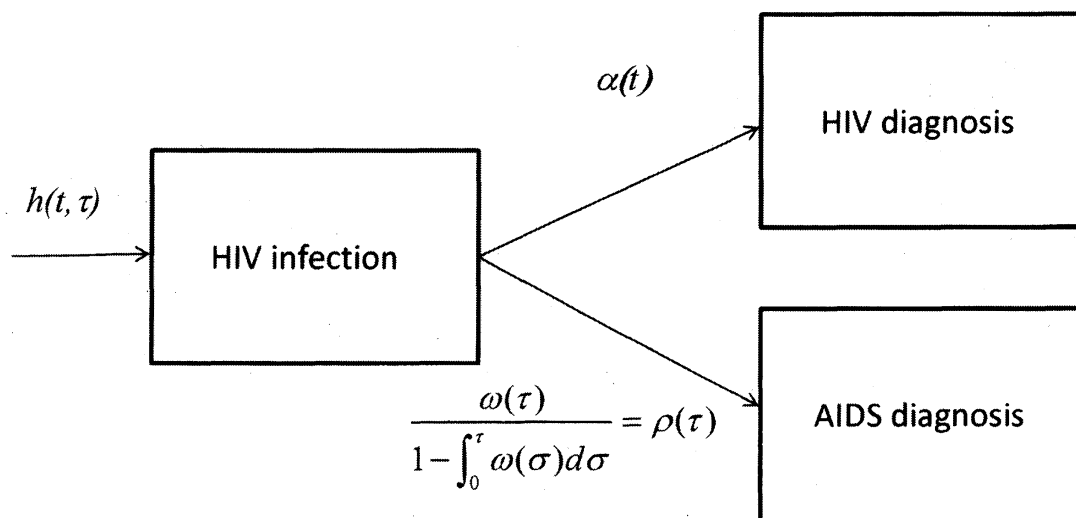 α(t)
HIV diagnosis
h(t,τ)
HIV infection
ω(τ) / (1−∫₀^τ ω(σ)dσ) = ρ(τ)
AIDS diagnosis